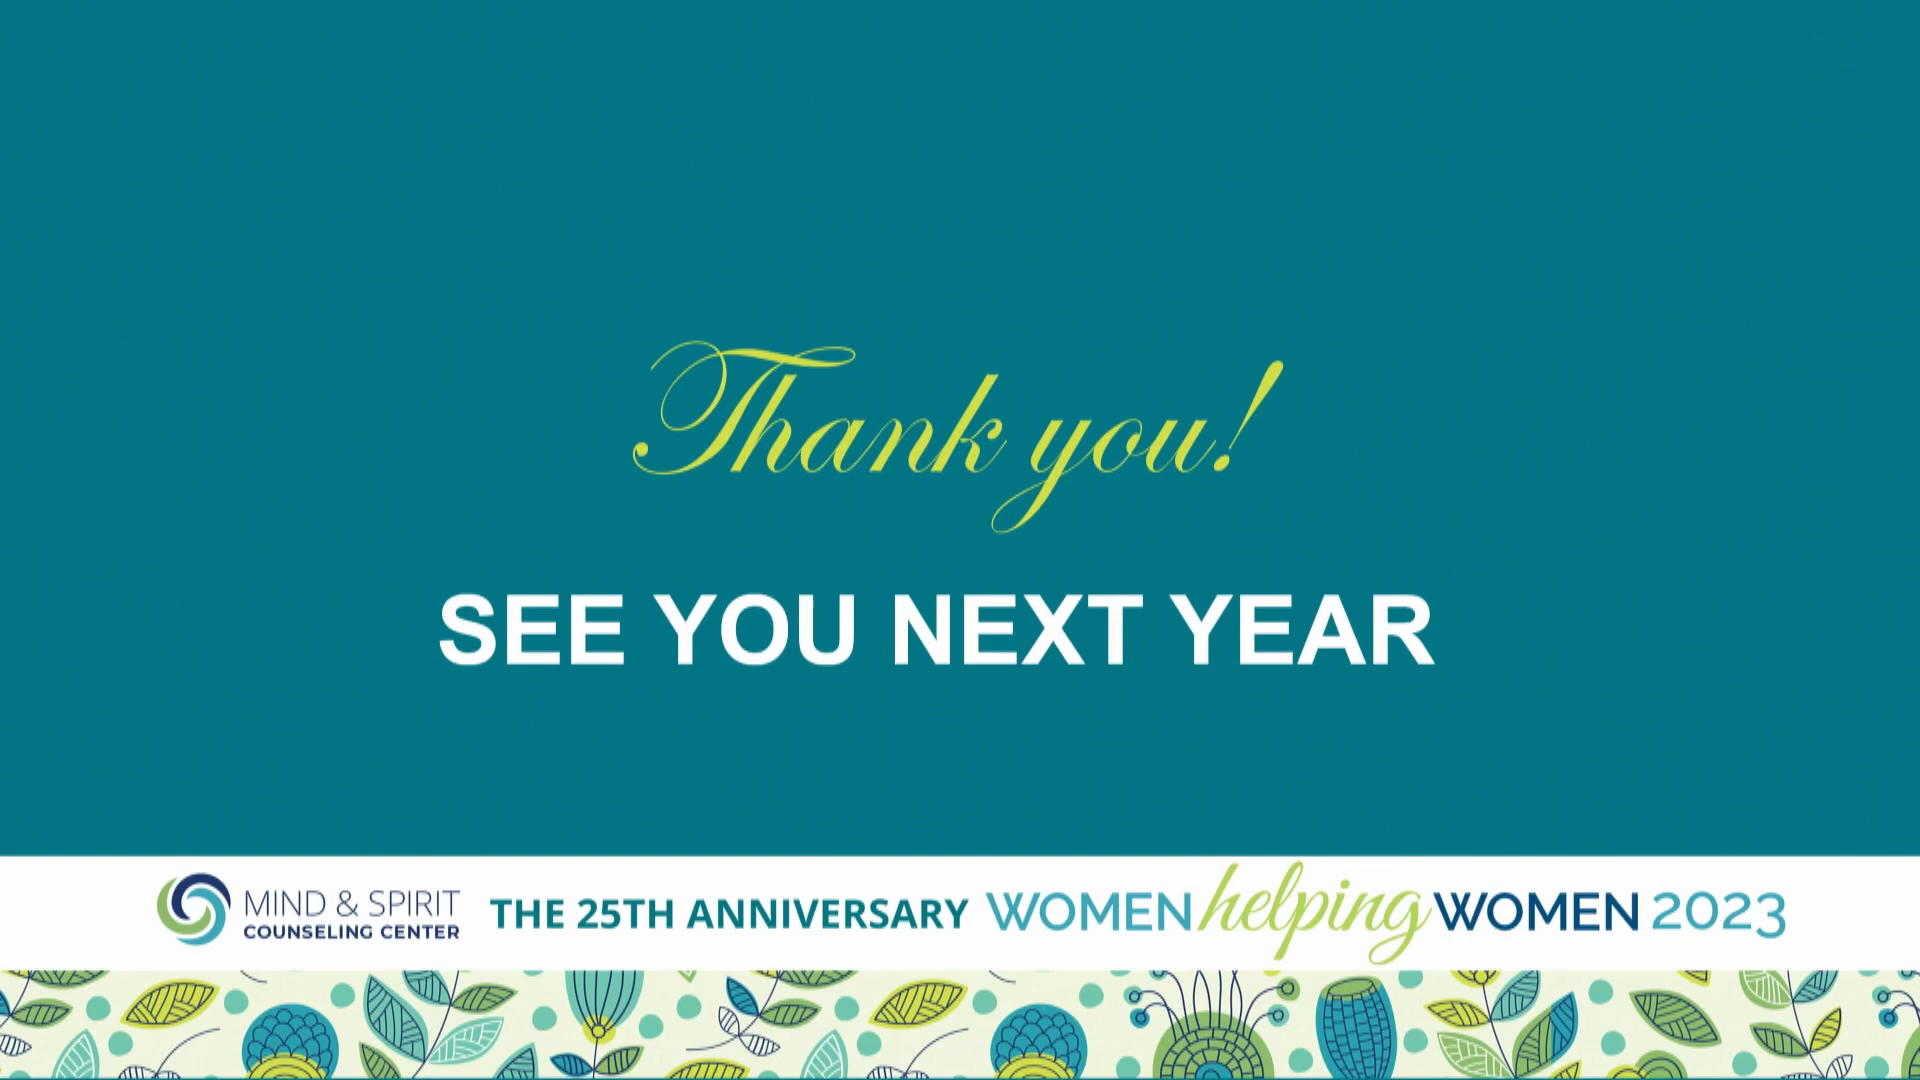 Thank you!
SEE YOU NEXT YEAR
MIND & SPIRIT
COUNSELING CENTER
THE 25TH ANNIVERSARY WOMEN helping WOMEN 2023